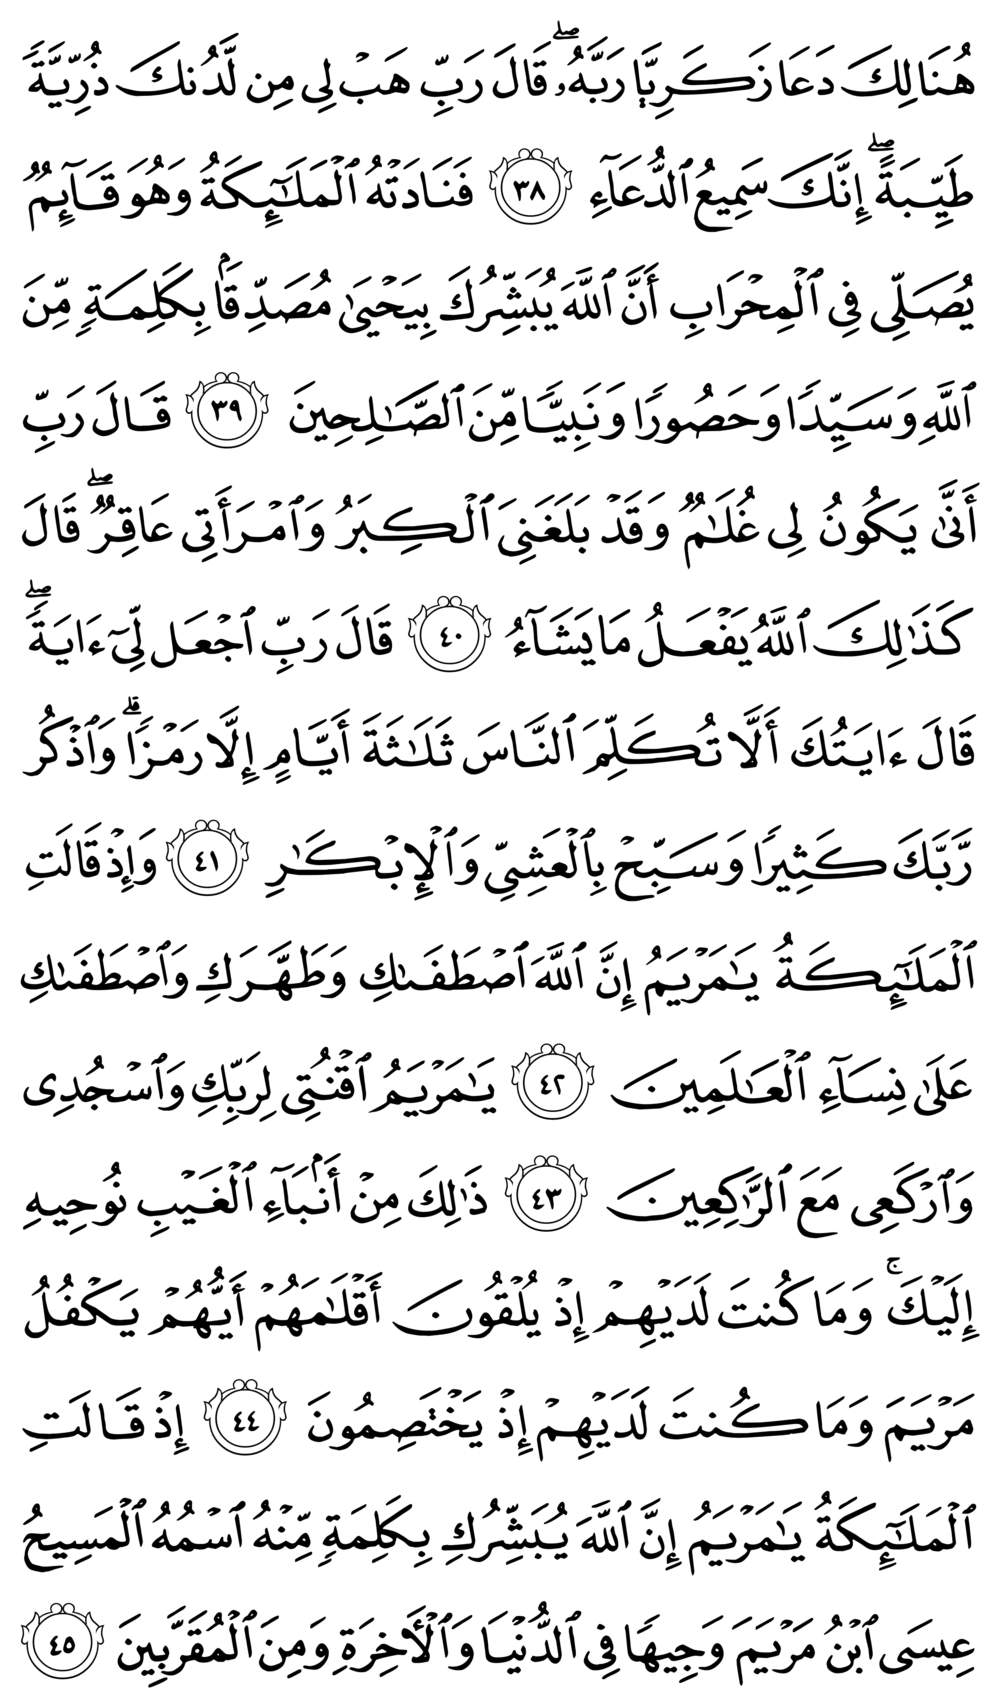 هُنَالِكَ دَعَا زَكَرِيَّا رَبَّهُۥۖ قَالَ رَبِّ هَبۡ لِي مِن لَّدُنكَ ذُرِّيَّةٗ
طَيِّبَةًۖ إِنَّكَ سَمِيعُ ٱلدُّعَآءِ ٣٨ فَنَادَتۡهُ ٱلۡمَلَٰٓئِكَةُ وَهُوَ قَآئِمٞ
يُصَلِّي فِي ٱلۡمِحۡرَابِ أَنَّ ٱللَّهَ يُبَشِّرُكَ بِيَحۡيَىٰ مُصَدِّقَۢا بِكَلِمَةٖ مِّنَ
ٱللَّهِ وَسَيِّدٗا وَحَصُورٗا وَنَبِيّٗا مِّنَ ٱلصَّٰلِحِينَ ٣٩ قَالَ رَبِّ
أَنَّىٰ يَكُونُ لِي غُلَٰمٞ وَقَدۡ بَلَغَنِيَ ٱلۡكِبَرُ وَٱمۡرَأَتِي عَاقِرٞۖ قَالَ
كَذَٰلِكَ ٱللَّهُ يَفۡعَلُ مَا يَشَآءُ ٤٠ قَالَ رَبِّ ٱجۡعَل لِّيٓ ءَايَةٗۖ
قَالَ ءَايَتُكَ أَلَّا تُكَلِّمَ ٱلنَّاسَ ثَلَٰثَةَ أَيَّامٍ إِلَّا رَمۡزٗاۗ وَٱذۡكُر
رَّبَّكَ كَثِيرٗا وَسَبِّحۡ بِٱلۡعَشِيِّ وَٱلۡإِبۡكَٰرِ ٤١ وَإِذۡ قَالَتِ
ٱلۡمَلَٰٓئِكَةُ يَٰمَرۡيَمُ إِنَّ ٱللَّهَ ٱصۡطَفَىٰكِ وَطَهَّرَكِ وَٱصۡطَفَىٰكِ
عَلَىٰ نِسَآءِ ٱلۡعَٰلَمِينَ ٤٢ يَٰمَرۡيَمُ ٱقۡنُتِي لِرَبِّكِ وَٱسۡجُدِي
وَٱرۡكَعِي مَعَ ٱلرَّٰكِعِينَ ٤٣ ذَٰلِكَ مِنۡ أَنۢبَآءِ ٱلۡغَيۡبِ نُوحِيهِ
إِلَيۡكَۚ وَمَا كُنتَ لَدَيۡهِمۡ إِذۡ يُلۡقُونَ أَقۡلَٰمَهُمۡ أَيُّهُمۡ يَكۡفُلُ
مَرۡيَمَ وَمَا كُنتَ لَدَيۡهِمۡ إِذۡ يَخۡتَصِمُونَ ٤٤ إِذۡ قَالَتِ
ٱلۡمَلَٰٓئِكَةُ يَٰمَرۡيَمُ إِنَّ ٱللَّهَ يُبَشِّرُكِ بِكَلِمَةٖ مِّنۡهُ ٱسۡمُهُ ٱلۡمَسِيحُ
عِيسَى ٱبۡنُ مَرۡيَمَ وَجِيهٗا فِي ٱلدُّنۡيَا وَٱلۡأٓخِرَةِ وَمِنَ ٱلۡمُقَرَّبِينَ ٤٥